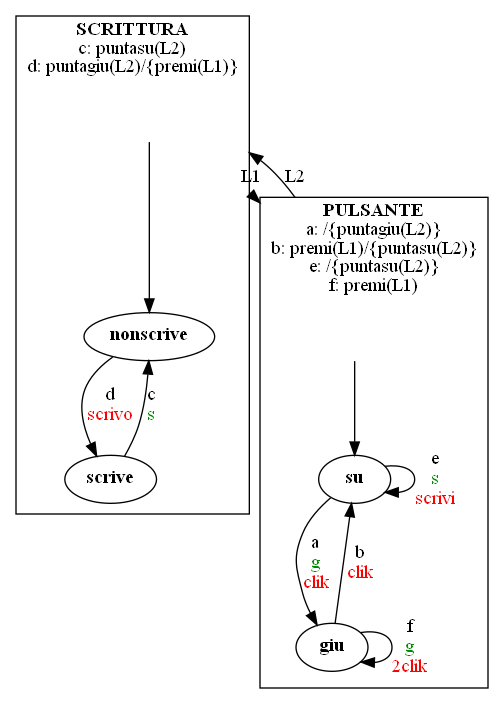 SCRITTURA
c: puntasu(L2)
d: puntagiu(L2)/{premi(L1)}
L1
L2
PULSANTE
a: /{puntagiu(L2)}
b: premi(L1)/{puntasu(L2)}
e: /{puntasu(L2)}
f: premi(L1)
nonscrive
d
scrivo
c
s
scrive
su
e
s
scrivi
a
g
clik
b
clik
giu
f
g
2clik